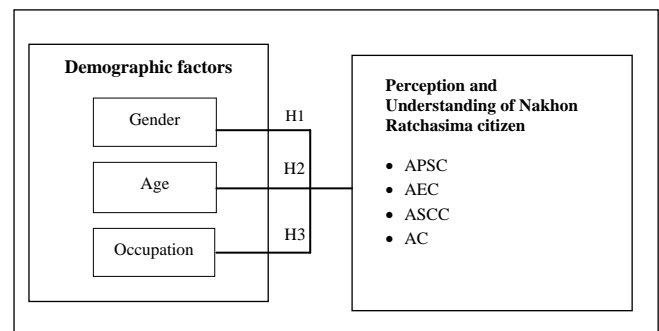 Demographic factors
Gender
Age
Occupation
H1
H2
H3
Perception and
Understanding of Nakhon
Ratchasima citizen
• APSC
• AEC
• ASCC
• AC